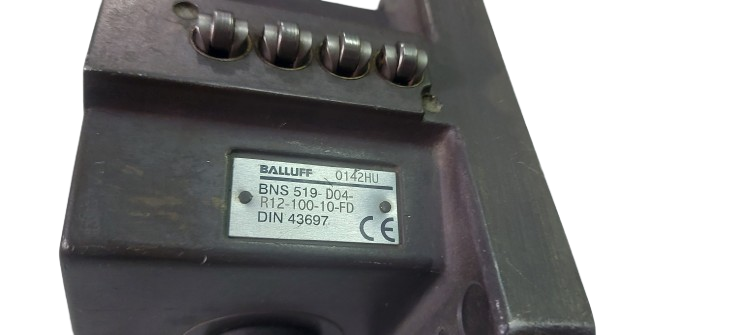 BALLUFF 0142HU
BNS 519-D04-
R12-100-10-FD
DIN 43697
CE